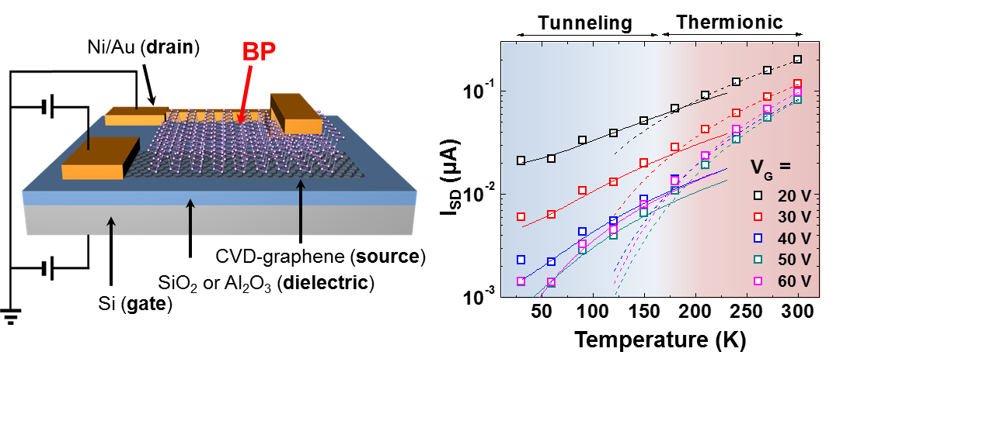 Ni/Au (drain)
BP
CVD-graphene (source)
SiO2 or Al2O3 (dielectric)
Si (gate)
Tunneling Thermionic
ISD (μA)
10-1
10-2
10-3
VG =
20 V
30 V
40 V
50 V
60 V
50 100 150 200 250 300
Temperature (K)